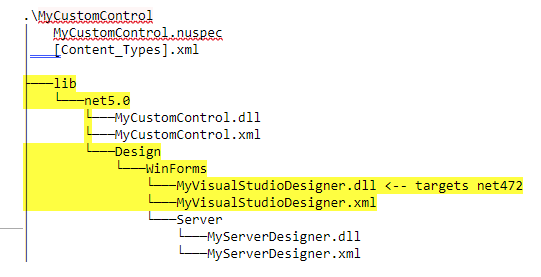 .\MyCustomControl
MyCustomControl.nuspec
[Content_Types].xml
├───lib
└───net5.0
└───MyCustomControl.dll
└───MyCustomControl.xml
└───Design
└───WinForms
└───MyVisualStudioDesigner.dll <-- targets net472
└───MyVisualStudioDesigner.xml
└───Server
└───MyServerDesigner.dll
└───MyServerDesigner.xml